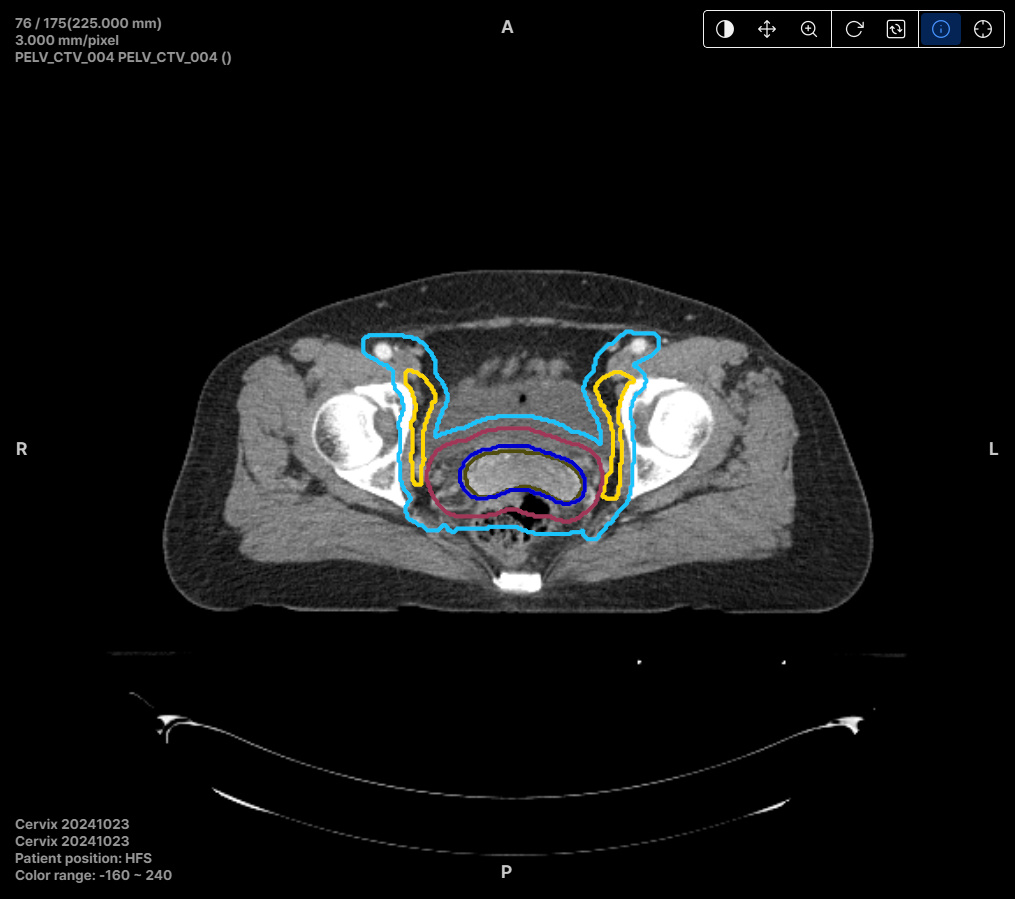 76 / 175(225.000 mm)
3.000 mm/pixel
PELV_CTV_004 PELV_CTV_004 ()
A
R
L
Cervix 20241023
Cervix 20241023
Patient position: HFS
Color range: -160 ~ 240
P